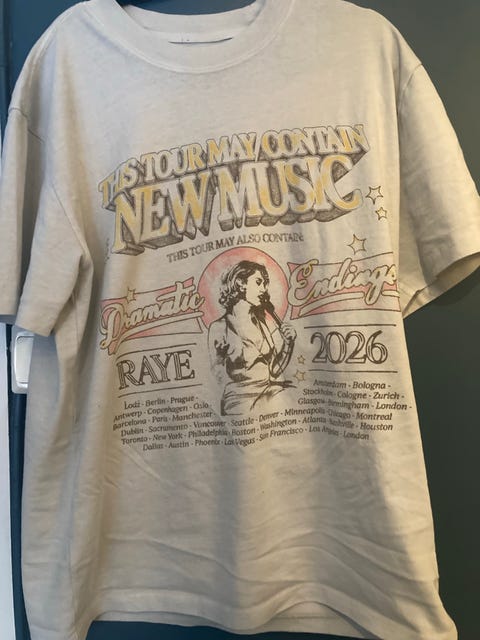 THIS TOUR MAY CONTAIN
NEW MUSIC
THIS TOUR MAY ALSO CONTAIN:
Dramatic Endings
RAYE 2026
Lodz - Berlin - Prague - Amsterdam - Bologna -
Antwerp - Copenhagen - Oslo Stockholm - Cologne - Zurich -
Barcelona - Paris - Manchester Glasgow - Birmingham - London -
Dublin - Sacramento - Vancouver - Seattle - Denver - Minneapolis - Chicago - Montreal
Toronto - New York - Philadelphia - Boston - Washington - Atlanta - Nashville - Houston
Dallas - Austin - Phoenix - Las Vegas - San Francisco - Los Angeles - London